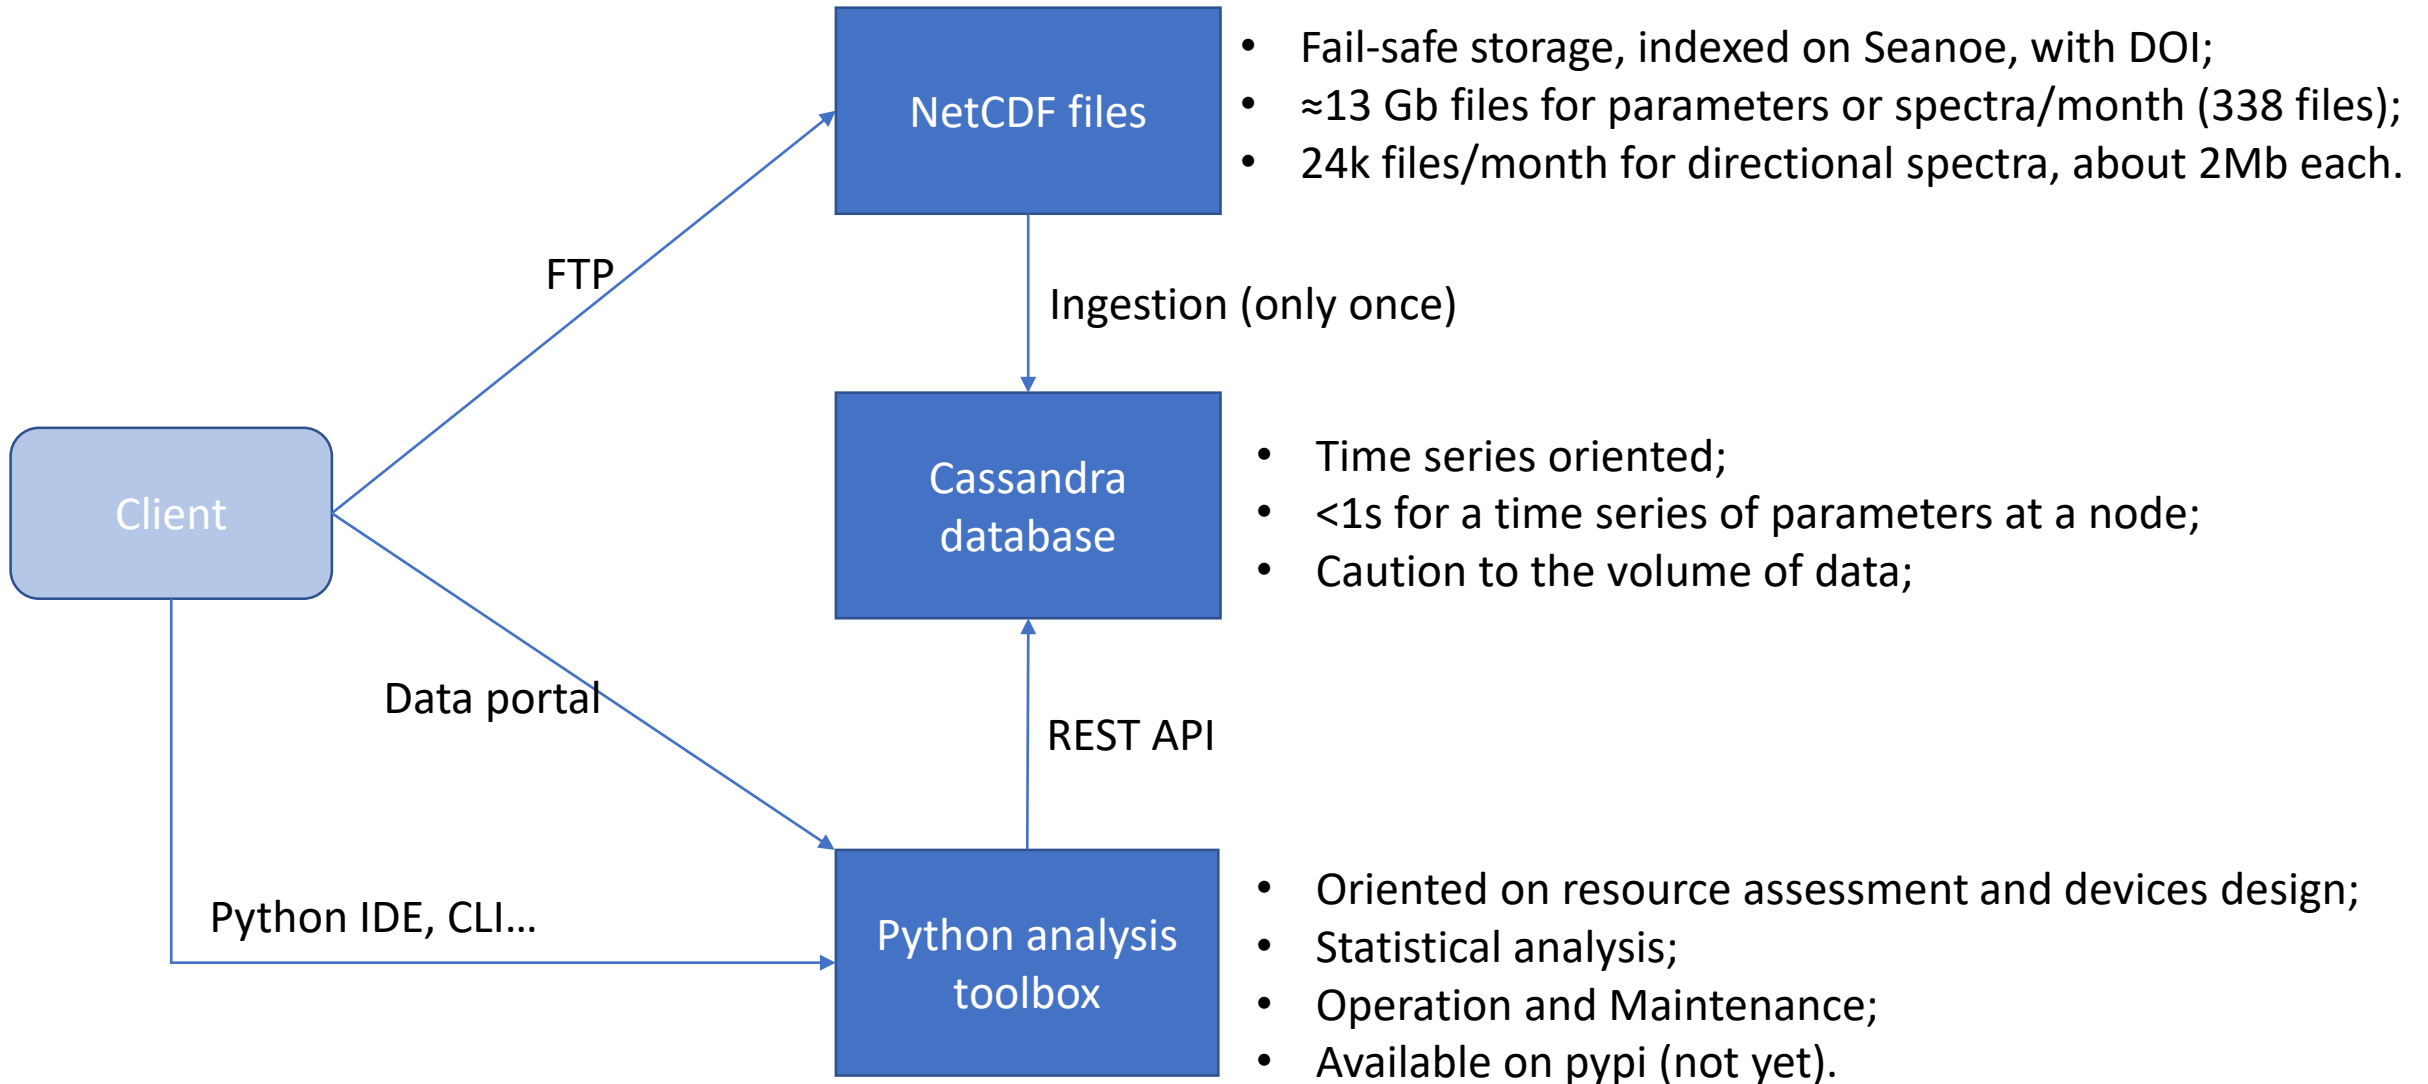 NetCDF files
• Fail-safe storage, indexed on Seanoe, with DOI;
• ≈13 Gb files for parameters or spectra/month (338 files);
• 24k files/month for directional spectra, about 2Mb each.
FTP
Ingestion (only once)
Client
Cassandra
database
• Time series oriented;
• <1s for a time series of parameters at a node;
• Caution to the volume of data;
Data portal
REST API
Python IDE, CLI…
Python analysis
toolbox
• Oriented on resource assessment and devices design;
• Statistical analysis;
• Operation and Maintenance;
• Available on pypi (not yet).